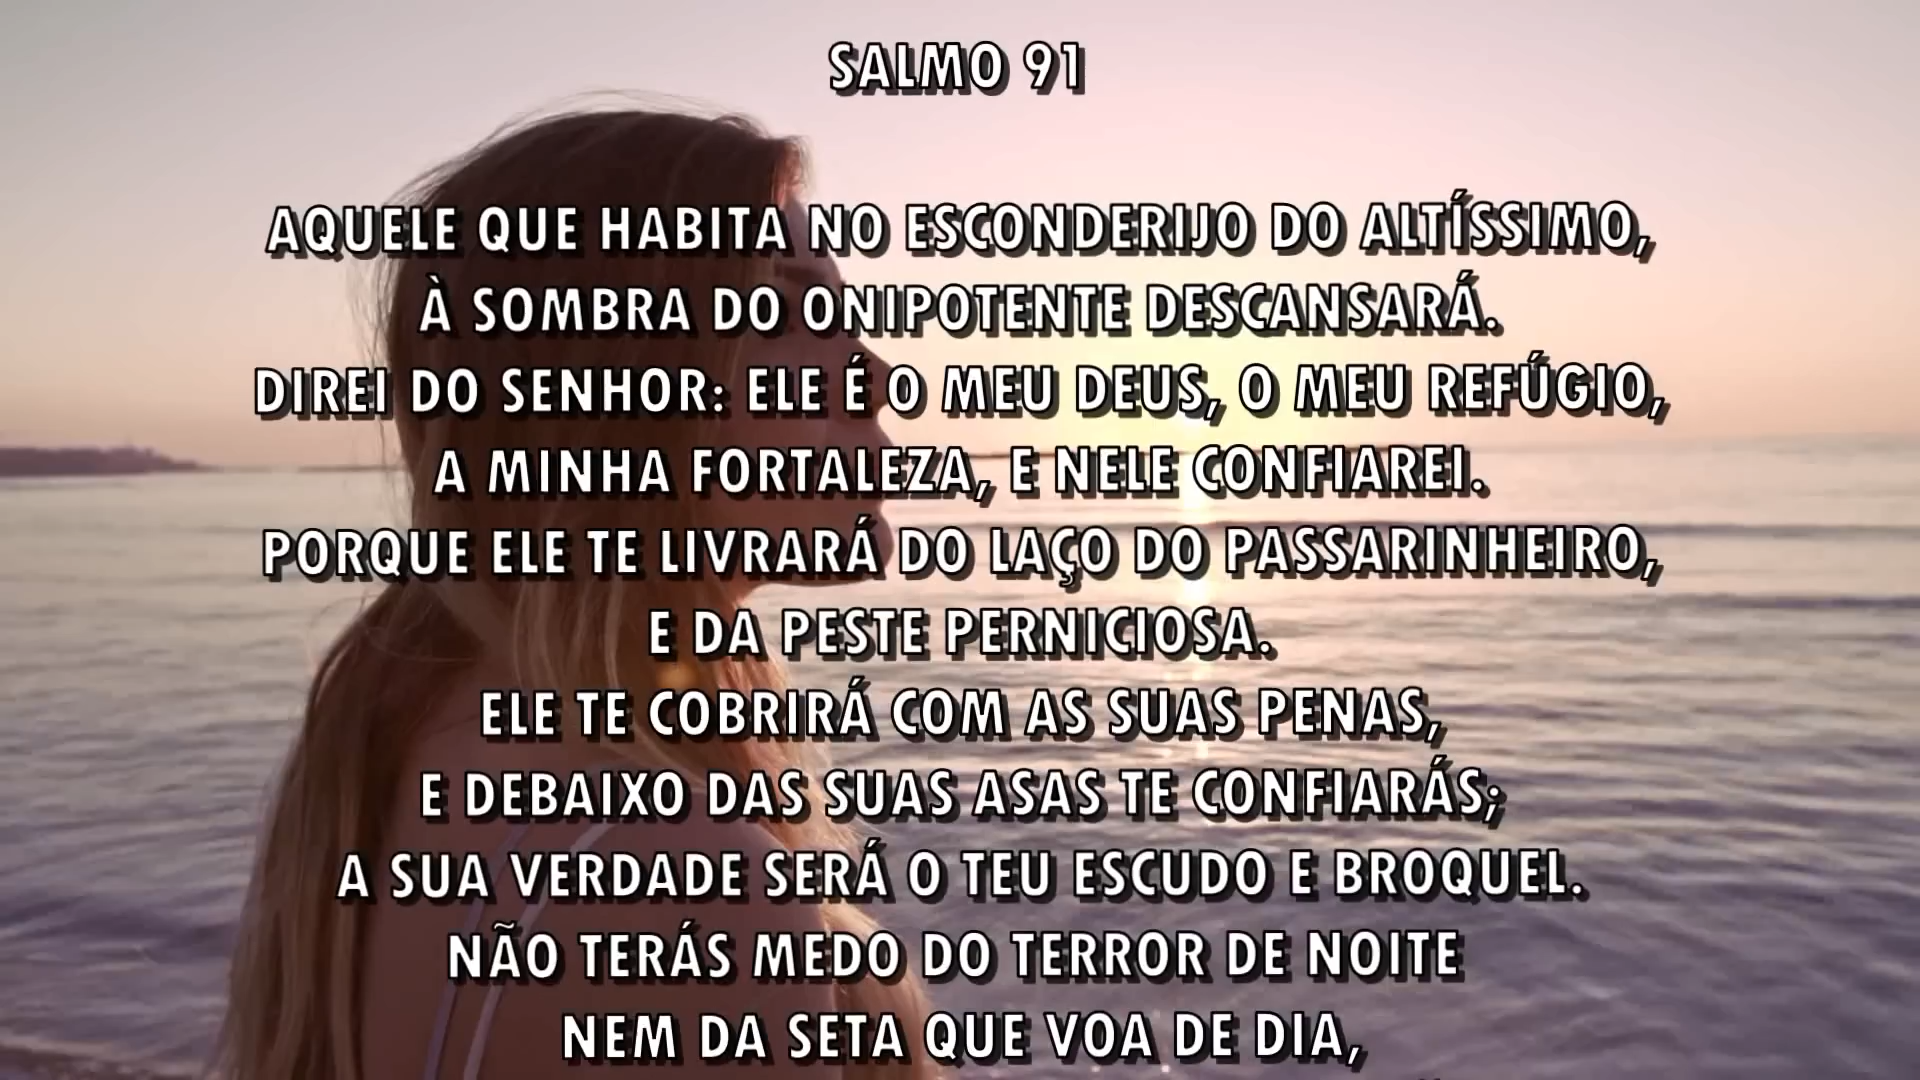 SALMO 91
AQUELE QUE HABITA NO ESCONDERIJO DO ALTÍSSIMO,
À SOMBRA DO ONIPOTENTE DESCANSARÁ.
DIREI DO SENHOR: ELE É O MEU DEUS, O MEU REFÚGIO,
A MINHA FORTALEZA, E NELE CONFIAREI.
PORQUE ELE TE LIVRARÁ DO LAÇO DO PASSARINHEIRO,
E DA PESTE PERNICIOSA.
ELE TE COBRIRÁ COM AS SUAS PENAS,
E DEBAIXO DAS SUAS ASAS TE CONFIARÁS;
A SUA VERDADE SERÁ O TEU ESCUDO E BROQUEL.
NÃO TERÁS MEDO DO TERROR DE NOITE
NEM DA SETA QUE VOA DE DIA,